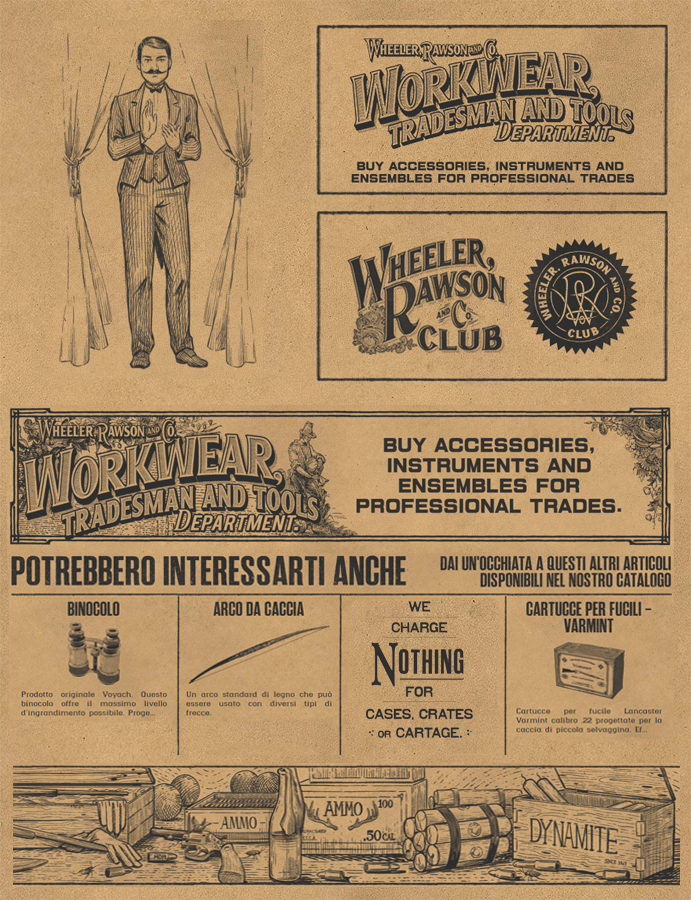 WHEELER, RAWSON AND CO.
WORKWEAR,
TRADESMAN AND TOOLS
DEPARTMENT.
BUY ACCESSORIES, INSTRUMENTS AND
ENSEMBLES FOR PROFESSIONAL TRADES
WHEELER,
RAWSON
AND Co.
CLUB
WHEELER, RAWSON AND CO.
RW
CLUB
WHEELER, RAWSON AND CO.
WORKWEAR,
TRADESMAN AND TOOLS
DEPARTMENT.
BUY ACCESSORIES,
INSTRUMENTS AND
ENSEMBLES FOR
PROFESSIONAL TRADES.
POTREBBERO INTERESSARTI ANCHE
DAI UN'OCCHIATA A QUESTI ALTRI ARTICOLI
DISPONIBILI NEL NOSTRO CATALOGO
BINOCOLO
Prodotto originale Voyach. Questo
binocolo offre il massimo livello
d'ingrandimento possibile. Proge...
ARCO DA CACCIA
Un arco standard di legno che può
essere usato con diversi tipi di
frecce.
WE
CHARGE
NOTHING
FOR
CASES, CRATES
OR CARTAGE.
CARTUCCE PER FUCILI –
VARMINT
Cartucce per fucile Lancaster
Varmint calibro .22 progettate per la
caccia di piccola selvaggina. Ef...
AMMO
AMMO
100
.50 CAL
DYNAMITE